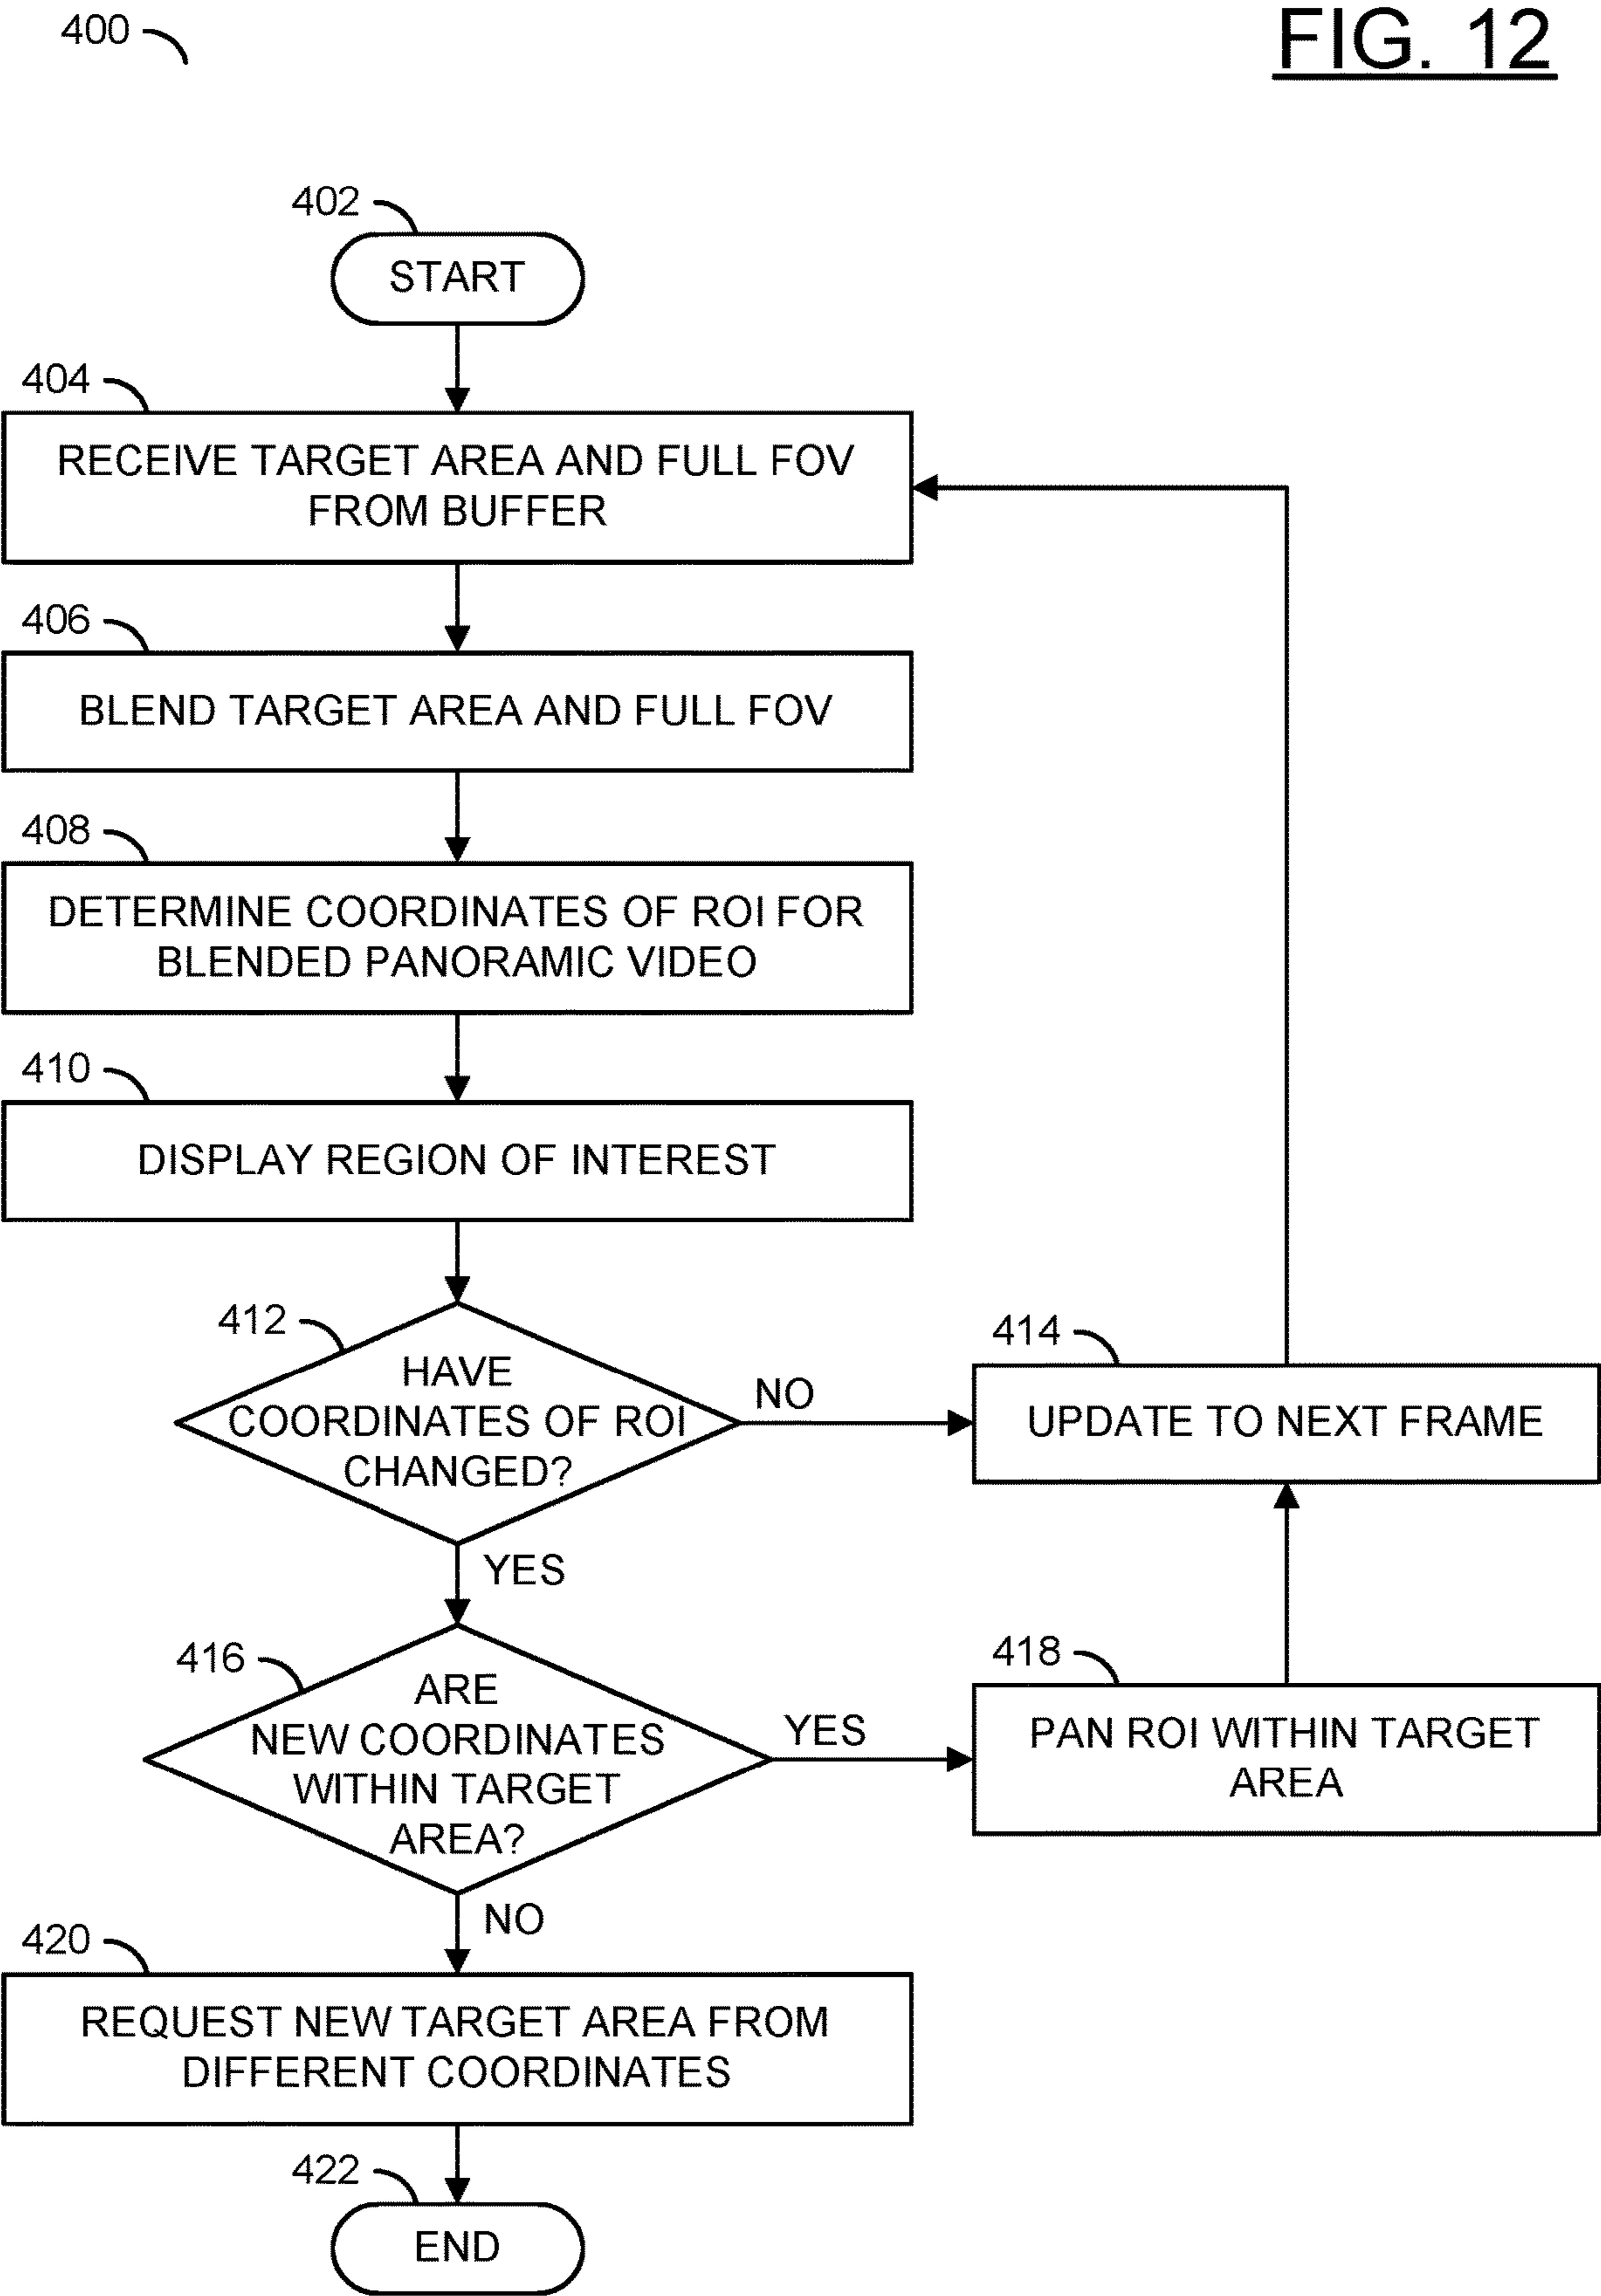 400
FIG. 12
402
START
404
RECEIVE TARGET AREA AND FULL FOV
FROM BUFFER
406
BLEND TARGET AREA AND FULL FOV
408
DETERMINE COORDINATES OF ROI FOR
BLENDED PANORAMIC VIDEO
410
DISPLAY REGION OF INTEREST
412
HAVE
COORDINATES OF ROI
CHANGED?
NO
414
UPDATE TO NEXT FRAME
YES
416
ARE
NEW COORDINATES
WITHIN TARGET
AREA?
YES
418
PAN ROI WITHIN TARGET
AREA
NO
420
REQUEST NEW TARGET AREA FROM
DIFFERENT COORDINATES
422
END